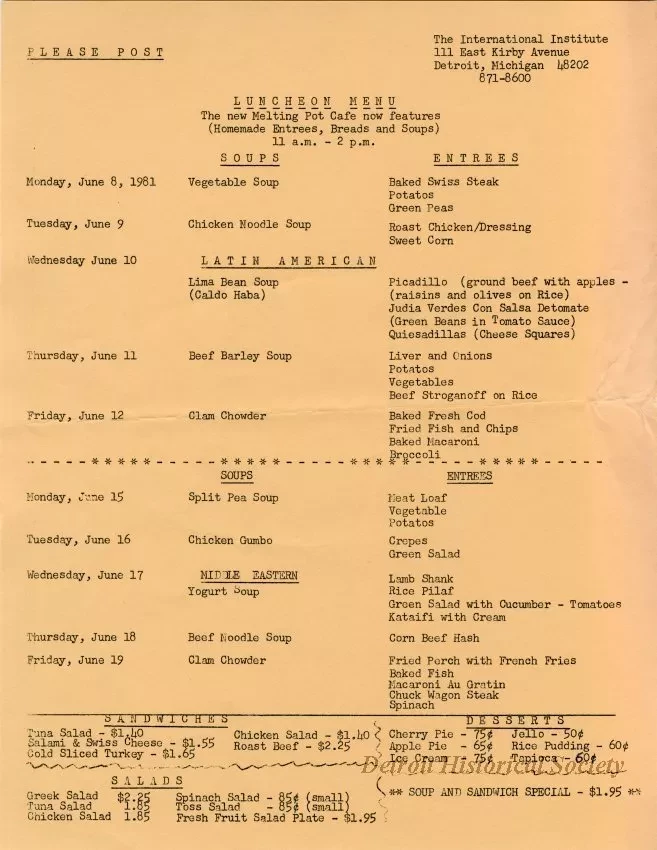 PLEASE POST
The International Institute
111 East Kirby Avenue
Detroit, Michigan 48202
871-8600
LUNCHEON MENU
The new Melting Pot Cafe now features
(Homemade Entrees, Breads and Soups)
11 a.m. - 2 p.m.
SOUPS ENTREES
Monday, June 8, 1981 Vegetable Soup Baked Swiss Steak
Potatos
Green Peas
Tuesday, June 9 Chicken Noodle Soup Roast Chicken/Dressing
Sweet Corn
Wednesday June 10 LATIN AMERICAN
Lima Bean Soup Picadillo (ground beef with apples -
(Caldo Haba) (raisins and olives on Rice)
Judia Verdes Con Salsa Detomate
(Green Beans in Tomato Sauce)
Quiesadillas (Cheese Squares)
Thursday, June 11 Beef Barley Soup Liver and Onions
Potatos
Vegetables
Beef Stroganoff on Rice
Friday, June 12 Clam Chowder Baked Fresh Cod
Fried Fish and Chips
Baked Macaroni
Broccoli
- - - - - * * * * * - - - - - * * * * * - - - - - * * * * * - - - - - * * * * * - - - - -
SOUPS ENTREES
Monday, June 15 Split Pea Soup Meat Loaf
Vegetable
Potatos
Tuesday, June 16 Chicken Gumbo Crepes
Green Salad
Wednesday, June 17 MIDDLE EASTERN Lamb Shank
Yogurt Soup Rice Pilaf
Green Salad with Cucumber - Tomatoes
Kataifi with Cream
Thursday, June 18 Beef Noodle Soup Corn Beef Hash
Friday, June 19 Clam Chowder Fried Perch with French Fries
Baked Fish
Macaroni Au Gratin
Chuck Wagon Steak
Spinach
SANDWICHES DESSERTS
Tuna Salad - $1.40 Chicken Salad - $1.40 Cherry Pie - 75¢ Jello - 50¢
Salami & Swiss Cheese - $1.55 Roast Beef - $2.25 Apple Pie - 65¢ Rice Pudding - 60¢
Cold Sliced Turkey - $1.65 Ice Cream - 75¢ Tapioca - 60¢
Detroit Historical Society
SALADS
Greek Salad $2.25 Spinach Salad - 85¢ (small) ** SOUP AND SANDWICH SPECIAL - $1.95 **
Tuna Salad 1.85 Toss Salad - 85¢ (small)
Chicken Salad 1.85 Fresh Fruit Salad Plate - $1.95